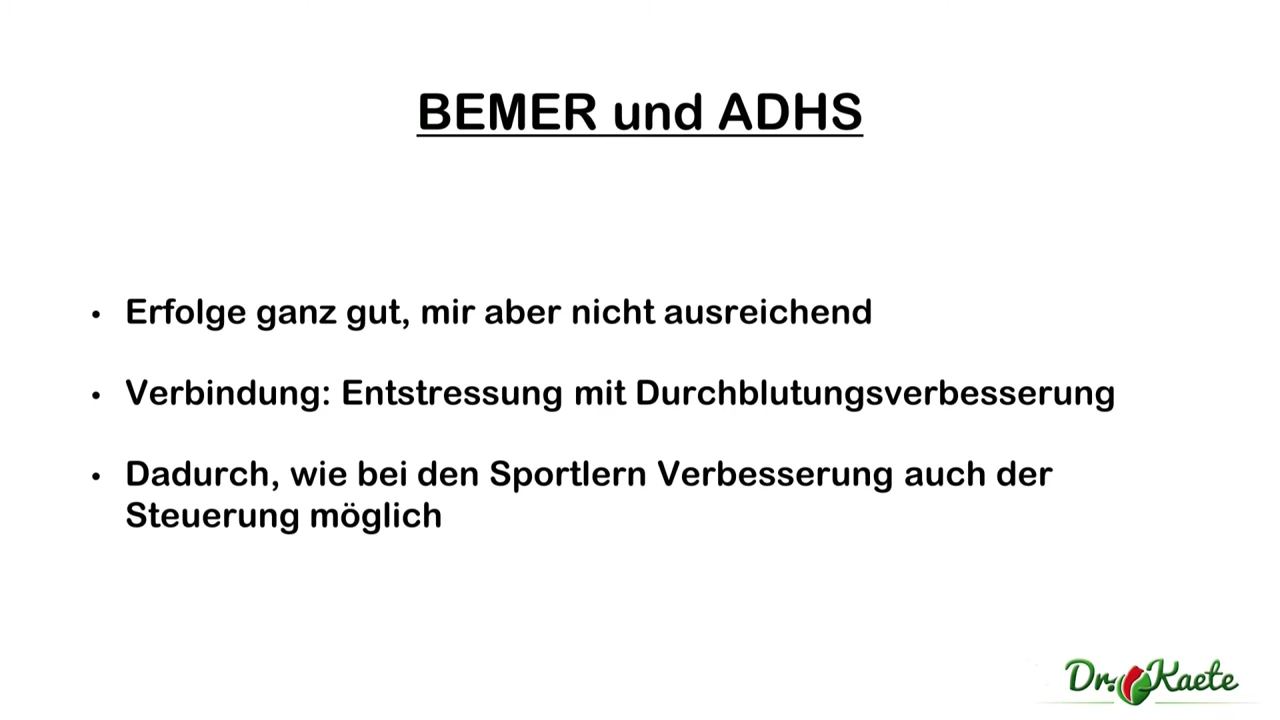 BEMER und ADHS
• Erfolge ganz gut, mir aber nicht ausreichend
• Verbindung: Entstressung mit Durchblutungsverbesserung
• Dadurch, wie bei den Sportlern Verbesserung auch der
Steuerung möglich
Dr. Kaete